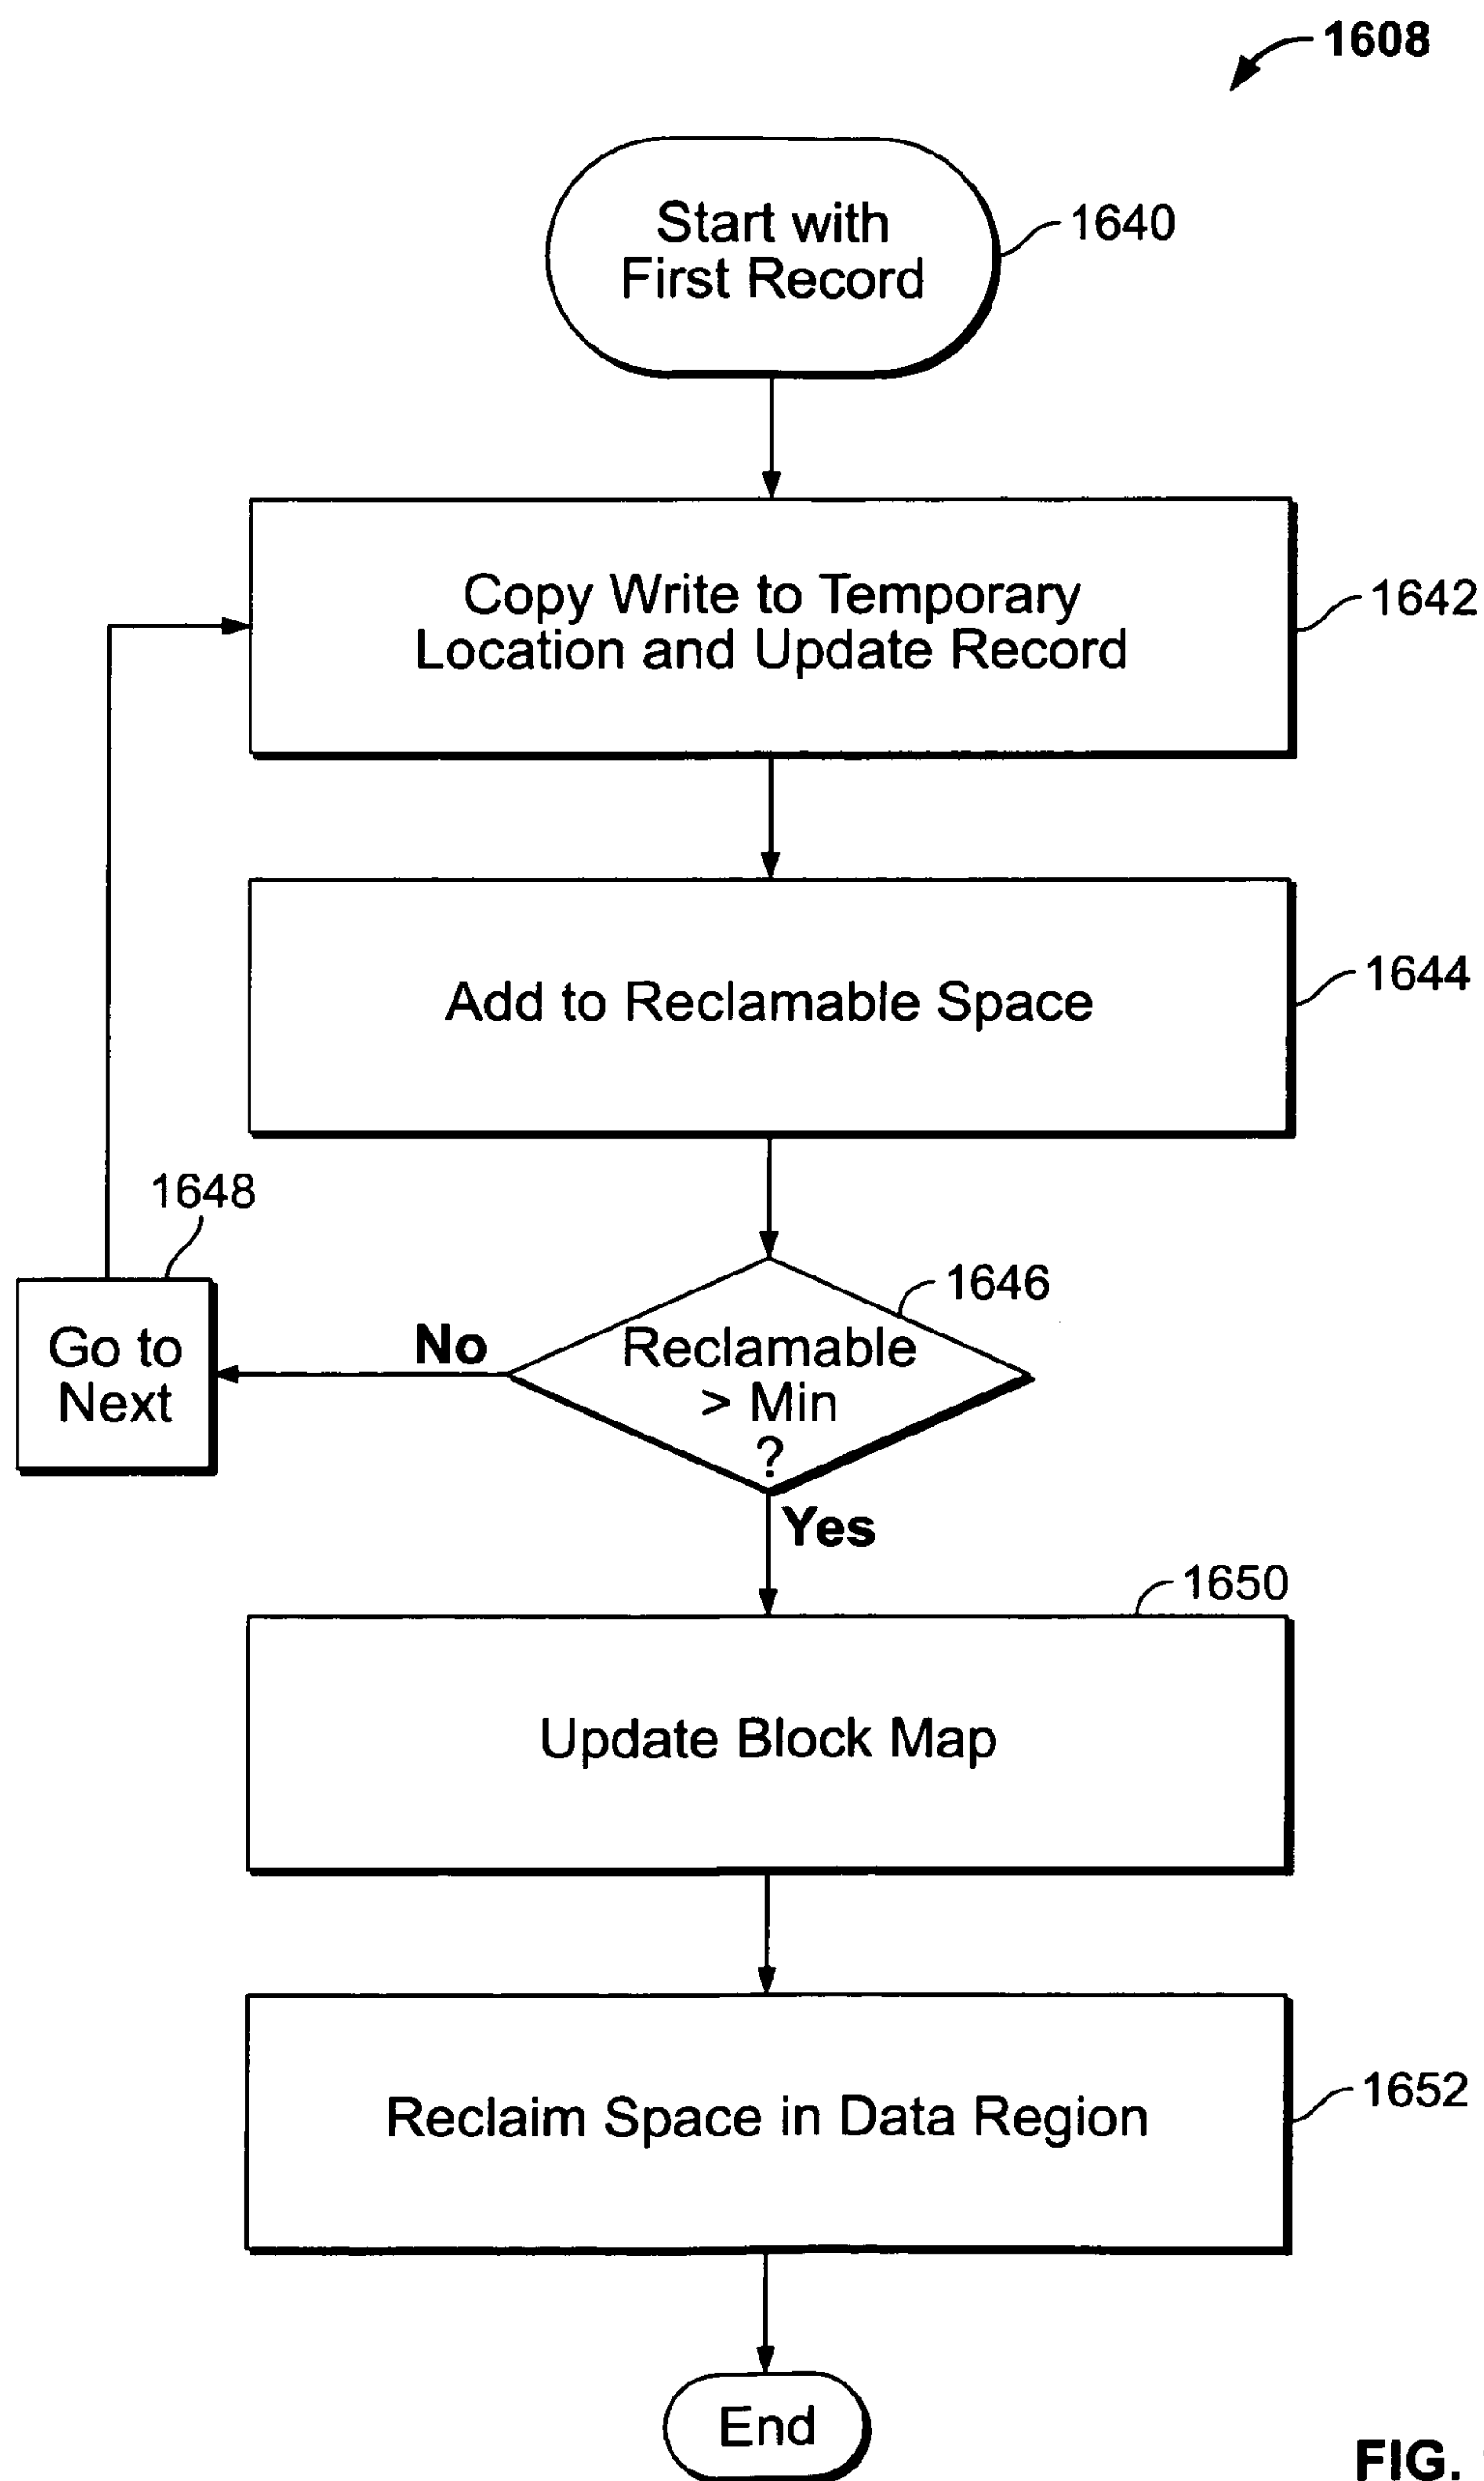 1608
Start with
First Record
1640
Copy Write to Temporary
Location and Update Record
1642
Add to Reclamable Space
1644
1648
Go to
Next
No
1646
Reclamable
> Min
?
Yes
1650
Update Block Map
Reclaim Space in Data Region
1652
End
FIG.